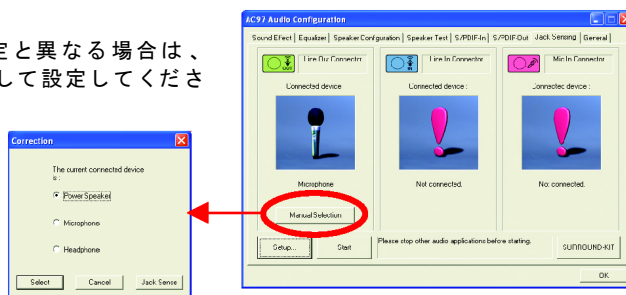 定と異なる場合は、
して設定してくださ
AC97 Audio Configuration
Sound Effect Equalizer Speaker Configuration Speaker Test S/PDIF-In S/PDIF-Out Jack Sensing General
OUT Line Out Connector
IN Line In Connector
Mic In Connector
Connected device
Connected device :
Connected device :
Microphone
Not connected.
Not connected.
Manual Selection
Setup... Start Please stop other audio applications before starting. SURROUND-KIT
OK
Correction
The current connected device
is :
Power Speaker
Microphone
Headphone
Select Cancel Jack Sense